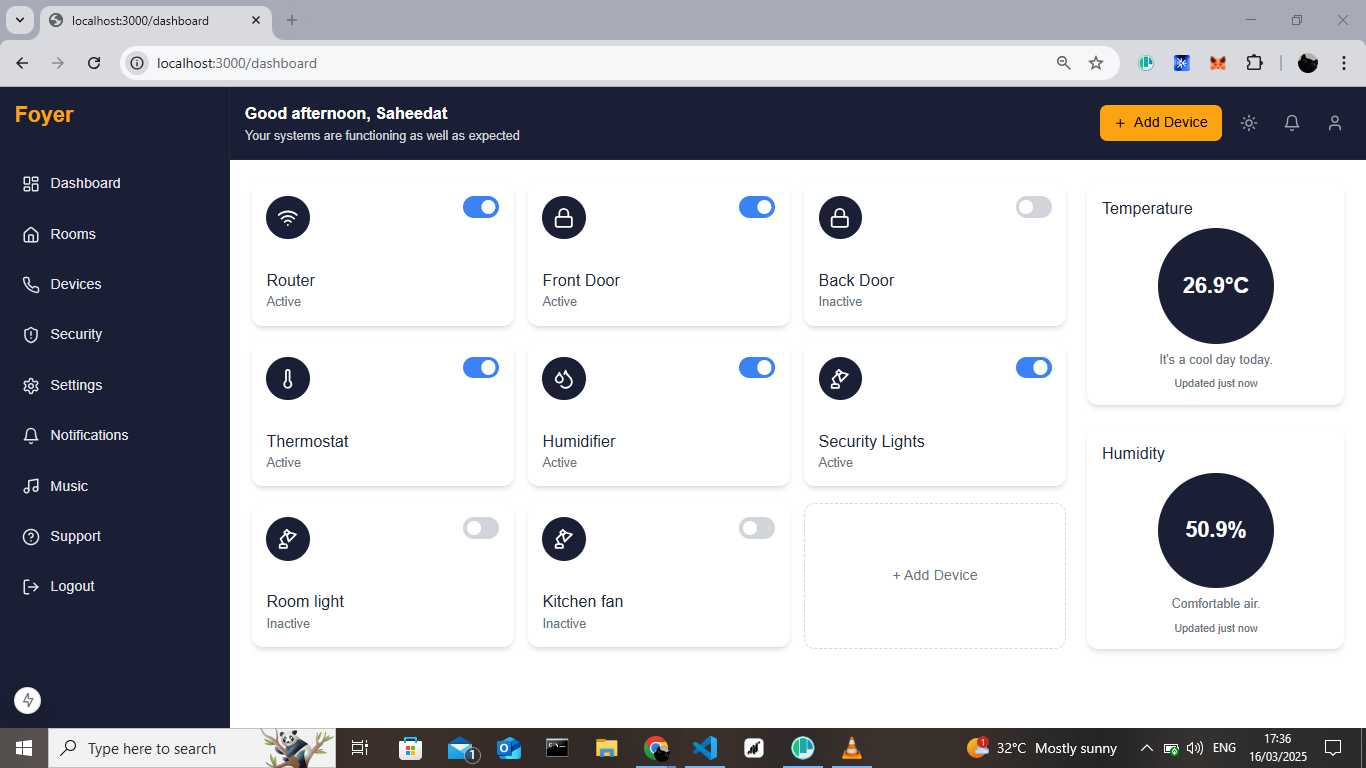 localhost:3000/dashboard
localhost:3000/dashboard
Foyer
Good afternoon, Saheedat
Your systems are functioning as well as expected
+ Add Device
Dashboard
Rooms
Devices
Security
Settings
Notifications
Music
Support
Logout
Router
Active
Front Door
Active
Back Door
Inactive
Thermostat
Active
Humidifier
Active
Security Lights
Active
Room light
Inactive
Kitchen fan
Inactive
+ Add Device
Temperature
26.9°C
It's a cool day today.
Updated just now
Humidity
50.9%
Comfortable air.
Updated just now
Type here to search
1
1
32°C Mostly sunny
ENG
17:36
16/03/2025